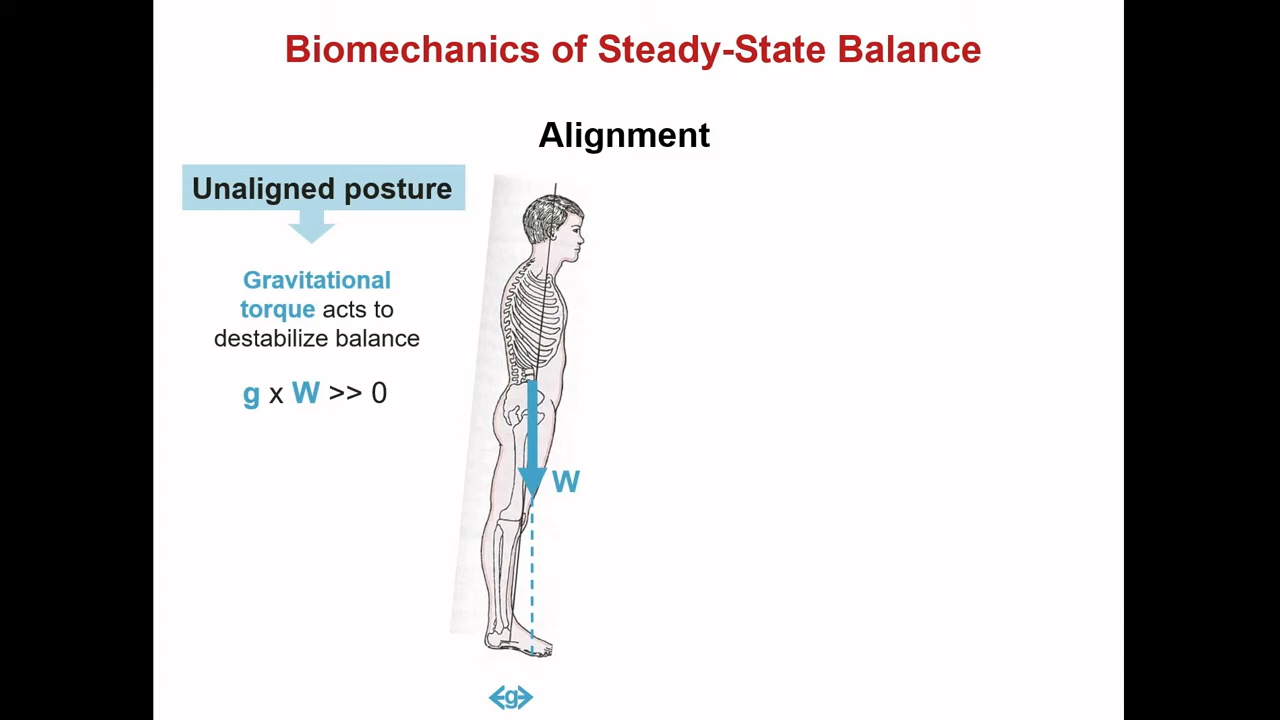 Biomechanics of Steady-State Balance
Alignment
Unaligned posture
Gravitational
torque acts to
destabilize balance
g x W >> 0
W
g